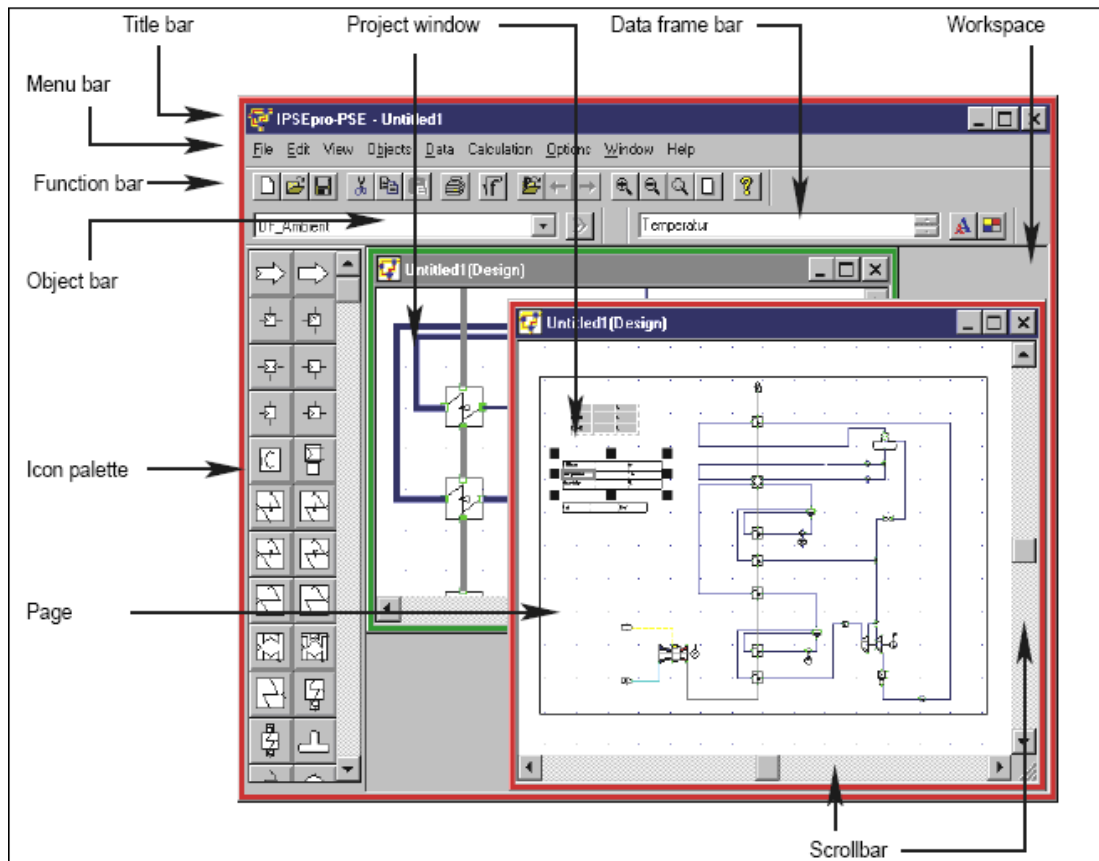 Title bar
Project window
Data frame bar
Workspace
Menu bar
IPSEpro-PSE - Untitled1
File Edit View Objects Data Calculation Options Window Help
Function bar
DF_Ambient
Temperatur
Object bar
Untitled1(Design)
Untitled1(Design)
Icon palette
Page
Scrollbar